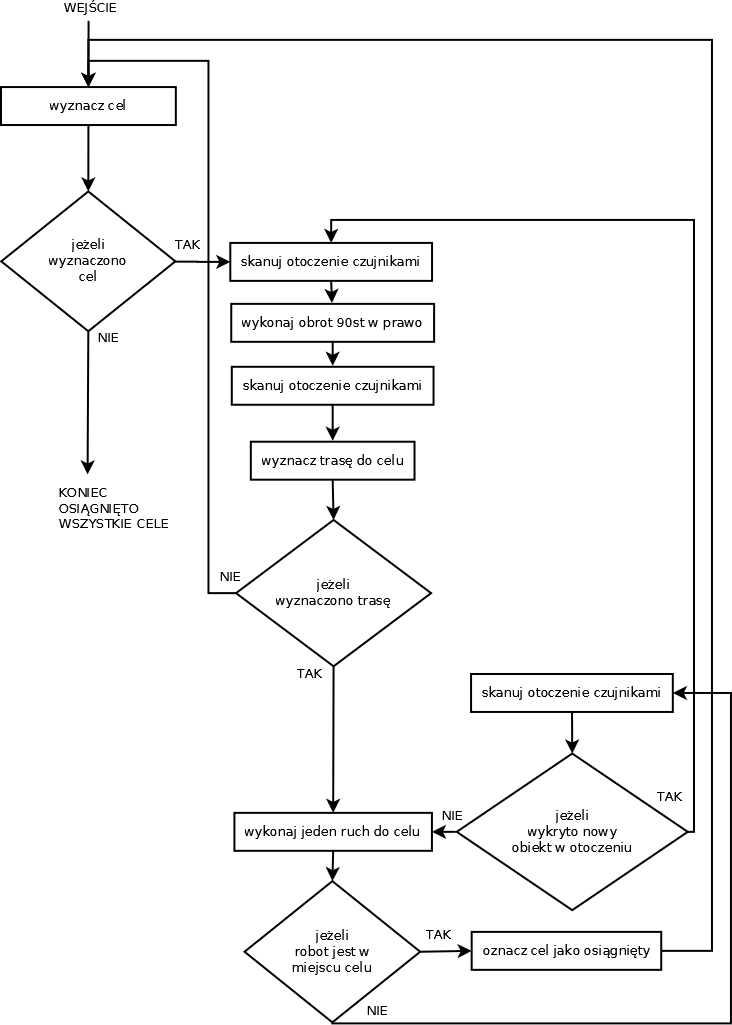 WEJŚCIE
wyznacz cel
jeżeli
wyznaczono
cel
TAK
NIE
KONIEC
OSIĄGNIĘTO
WSZYSTKIE CELE
skanuj otoczenie czujnikami
wykonaj obrot 90st w prawo
skanuj otoczenie czujnikami
wyznacz trasę do celu
jeżeli
wyznaczono trasę
NIE
TAK
skanuj otoczenie czujnikami
jeżeli
wykryto nowy
obiekt w otoczeniu
TAK
NIE
wykonaj jeden ruch do celu
jeżeli
robot jest w
miejscu celu
TAK
oznacz cel jako osiągnięty
NIE